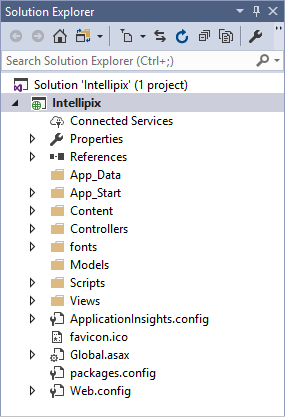 Solution Explorer
Search Solution Explorer (Ctrl+;)
Solution 'Intellipix' (1 project)
Intellipix
Connected Services
Properties
References
App_Data
App_Start
Content
Controllers
fonts
Models
Scripts
Views
ApplicationInsights.config
favicon.ico
Global.asax
packages.config
Web.config